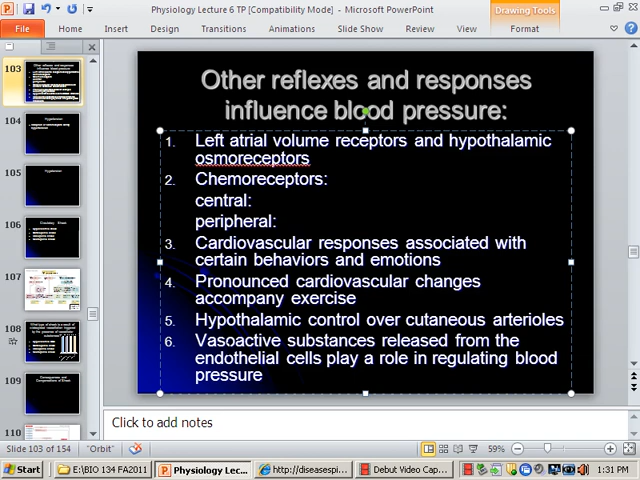 Physiology Lecture 6 TP [Compatibility Mode] - Microsoft PowerPoint
Drawing Tools
File Home Insert Design Transitions Animations Slide Show Review View Format
103
104
105
106
107
108
109
110
Other reflexes and responses
influence blood pressure:
1. Left atrial volume receptors and hypothalamic
osmoreceptors
2. Chemoreceptors:
central:
peripheral:
3. Cardiovascular responses associated with
certain behaviors and emotions
4. Pronounced cardiovascular changes
accompany exercise
5. Hypothalamic control over cutaneous arterioles
6. Vasoactive substances released from the
endothelial cells play a role in regulating blood
pressure
Click to add notes
Slide 103 of 154 "Orbit" 59%
Start E:\BIO 134 FA2011 Physiology Lec... http://diseasespi... Debut Video Cap... 1:31 PM